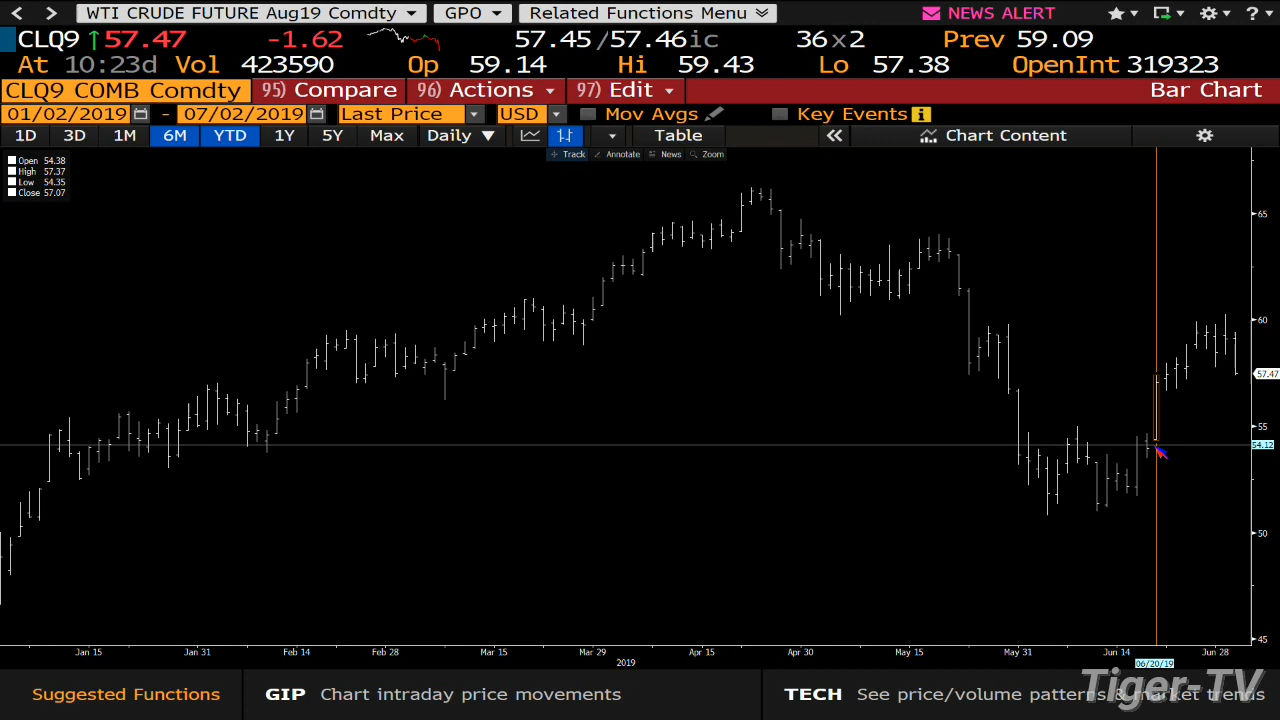 WTI CRUDE FUTURE Aug19 Comdty GPO Related Functions Menu NEWS ALERT ?
CLQ9 ↑57.47 -1.62 57.45/57.46ic 36x2 Prev 59.09
At 10:23d Vol 423590 Op 59.14 Hi 59.43 Lo 57.38 OpenInt 319323
CLQ9 COMB Comdty 95) Compare 96) Actions 97) Edit Bar Chart
01/02/2019 - 07/02/2019 Last Price USD Mov Avgs Key Events i
1D 3D 1M 6M YTD 1Y 5Y Max Daily ▼ Table « Chart Content
Track Annotate News Zoom
Open 54.38
High 57.37
Low 54.35
Close 57.07
65
60
57.47
55
54.12
50
45
Jan 15 Jan 31 Feb 14 Feb 28 Mar 15 Mar 29 Apr 15 Apr 30 May 15 May 31 Jun 14 Jun 28
2019 06/20/19
Suggested Functions GIP Chart intraday price movements TECH See price/volume patterns & market trends
Tiger-TV